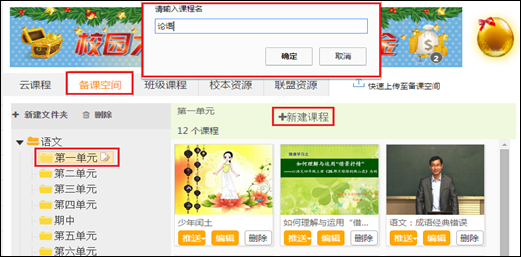 请输入课程名
论语
确定 取消
校园 金
2
云课程 备课空间 班级课程 校本资源 联盟资源 快速上传至备课空间
新建文件夹 删除
第一单元 新建课程
12 个课程
语文
第一单元
第二单元
第三单元
第四单元
期中
第五单元
第六单元
如何理解与运用“借景抒情”
少年闰土
如何理解与运用“借...
语文:成语经典错误
推送 编辑 删除
推送 编辑 删除
推送 编辑 删除